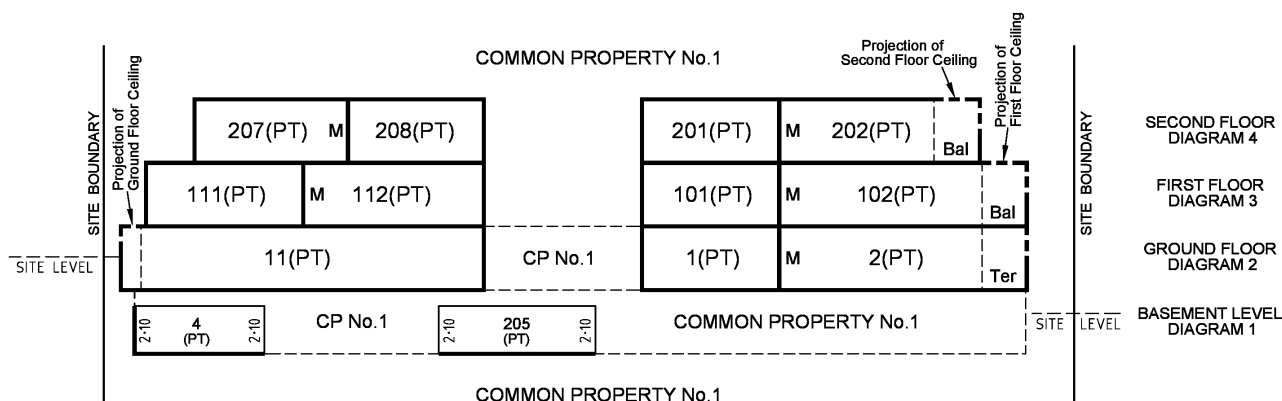 COMMON PROPERTY No.1
Projection of
Second Floor Ceiling
Projection of
First Floor Ceiling
SITE BOUNDARY
Projection of
Ground Floor Ceiling
207(PT) M 208(PT)
201(PT) M 202(PT) Bal
SECOND FLOOR
DIAGRAM 4
111(PT) M 112(PT)
101(PT) M 102(PT) Bal
SITE BOUNDARY
FIRST FLOOR
DIAGRAM 3
SITE LEVEL
11(PT)
CP No.1
1(PT) M 2(PT) Ter
GROUND FLOOR
DIAGRAM 2
2·10 4 2·10
(PT)
CP No.1
2·10 205 2·10
(PT)
COMMON PROPERTY No.1
SITE LEVEL
BASEMENT LEVEL
DIAGRAM 1
COMMON PROPERTY No.1